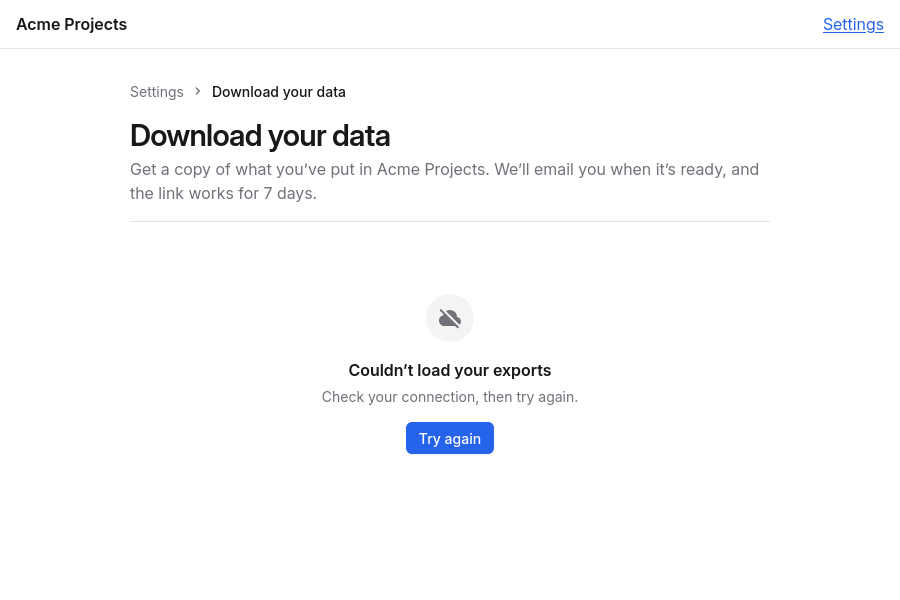 Acme Projects
Settings
Settings
Download your data
Download your data
Get a copy of what you’ve put in Acme Projects. We’ll email you when it’s ready, and
the link works for 7 days.
Couldn’t load your exports
Check your connection, then try again.
Try again